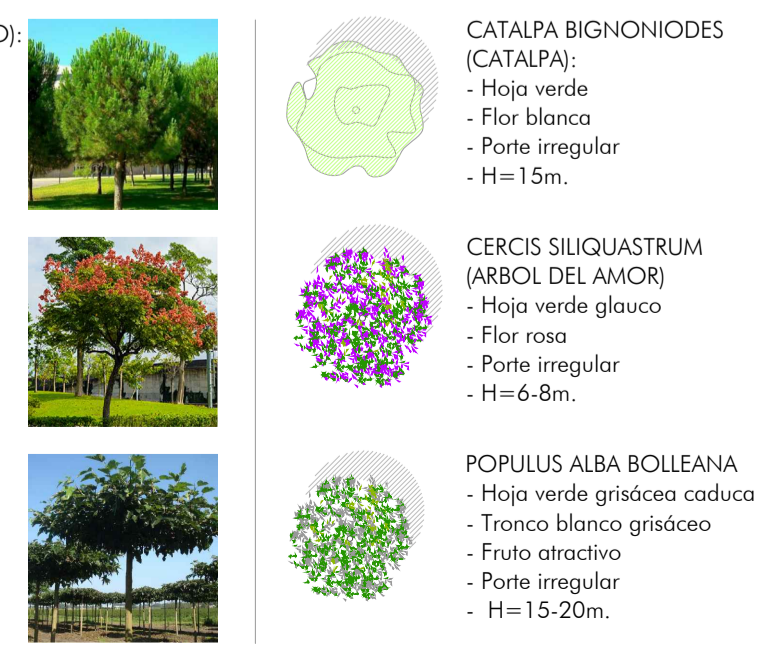 O):
CATALPA BIGNONIODES
(CATALPA):
- Hoja verde
- Flor blanca
- Porte irregular
- H=15m.
CERCIS SILIQUASTRUM
(ARBOL DEL AMOR)
- Hoja verde glauco
- Flor rosa
- Porte irregular
- H=6-8m.
POPULUS ALBA BOLLEANA
- Hoja verde grisácea caduca
- Tronco blanco grisáceo
- Fruto atractivo
- Porte irregular
- H=15-20m.